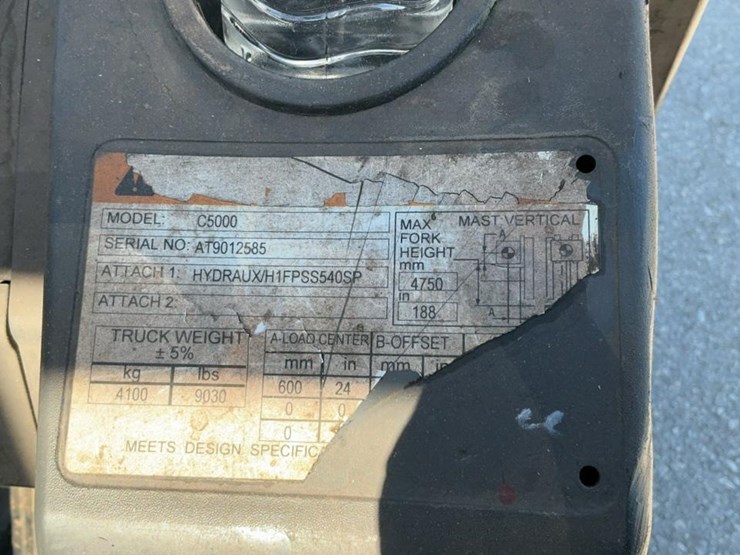 MODEL: C5000
SERIAL NO: AT9012585
ATTACH 1: HYDRAUX/H1FPSS540SP
ATTACH 2:
MAX FORK HEIGHT
mm
4750
in
188
MAST VERTICAL
A
A
TRUCK WEIGHT
± 5%
kg lbs
4100 9030
A-LOAD CENTER B-OFFSET
mm in mm in
600 24
0 0
0
MEETS DESIGN SPECIFIC